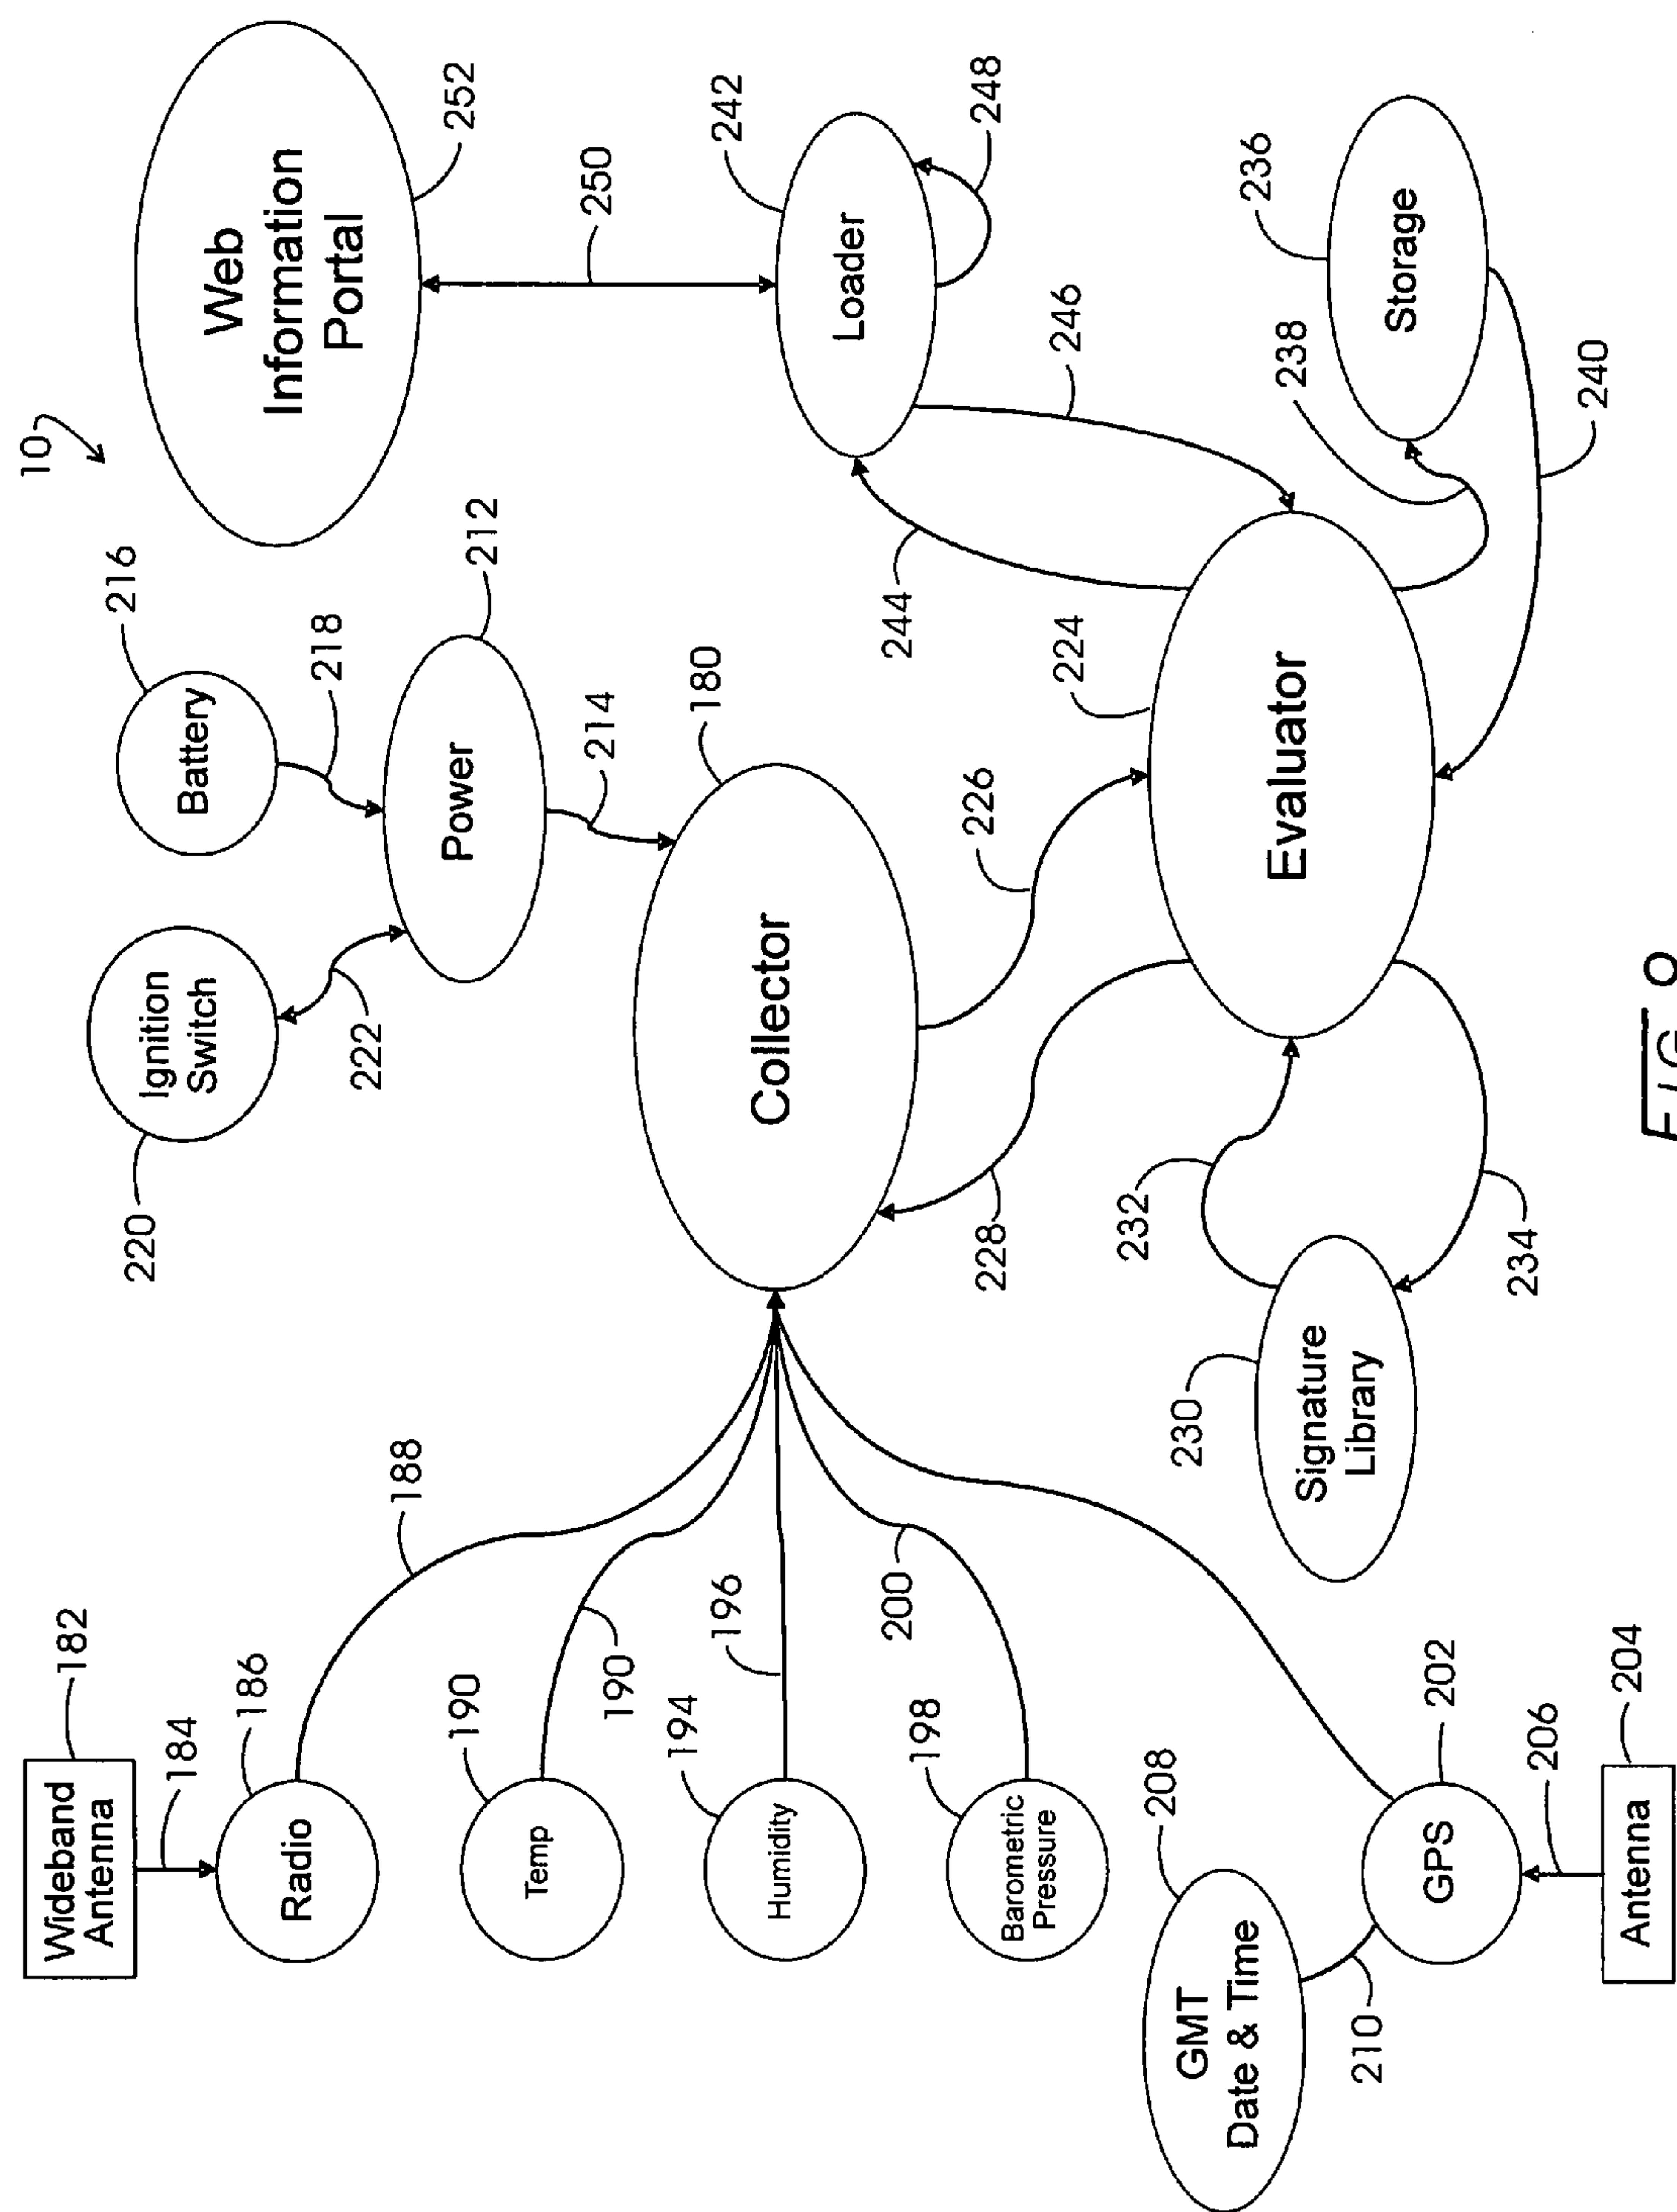 10
Wideband
Antenna
182
184
Radio
186
188
Temp
190
190
Humidity
194
196
Barometric
Pressure
198
200
GMT
Date & Time
208
210
GPS
202
206
Antenna
204
Ignition
Switch
220
222
Battery
216
218
Power
212
214
Collector
180
226
228
Evaluator
224
Signature
Library
230
232
234
Web
Information
Portal
252
250
Loader
242
248
244
246
Storage
236
238
240
FIG